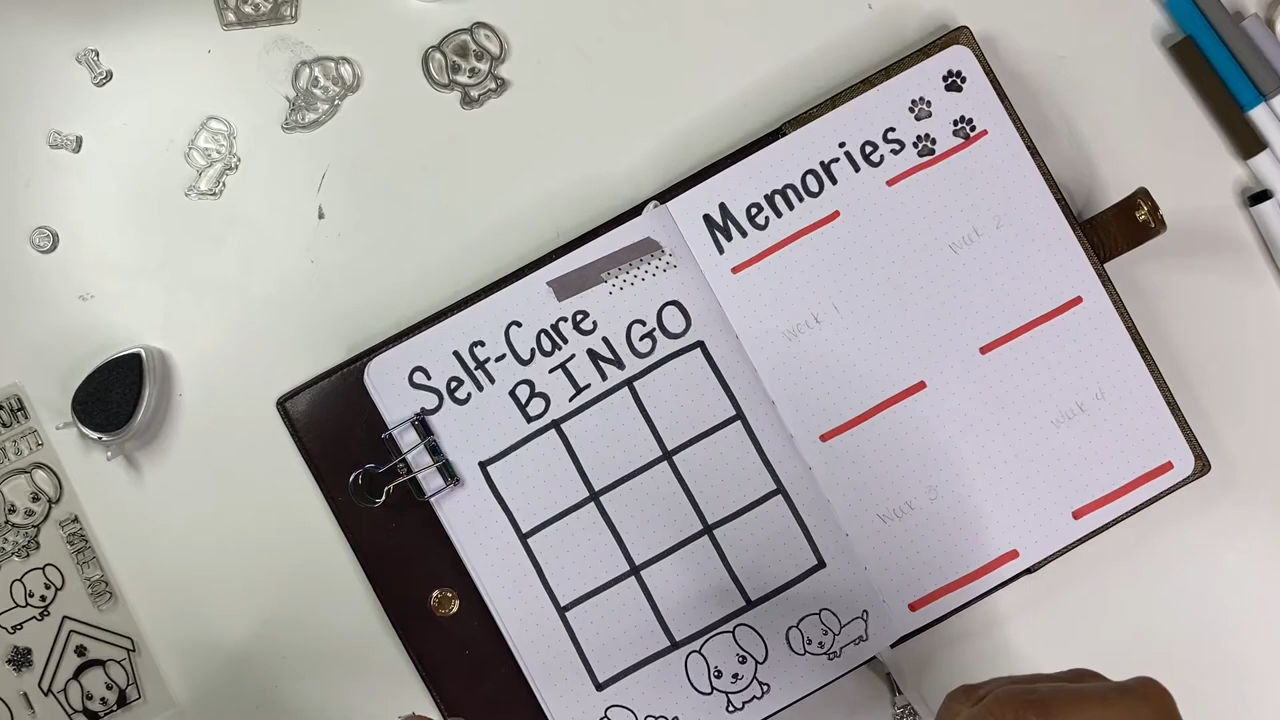 Self-Care
BINGO
Memories
Week 1
Week 2
Week 3
Week 4